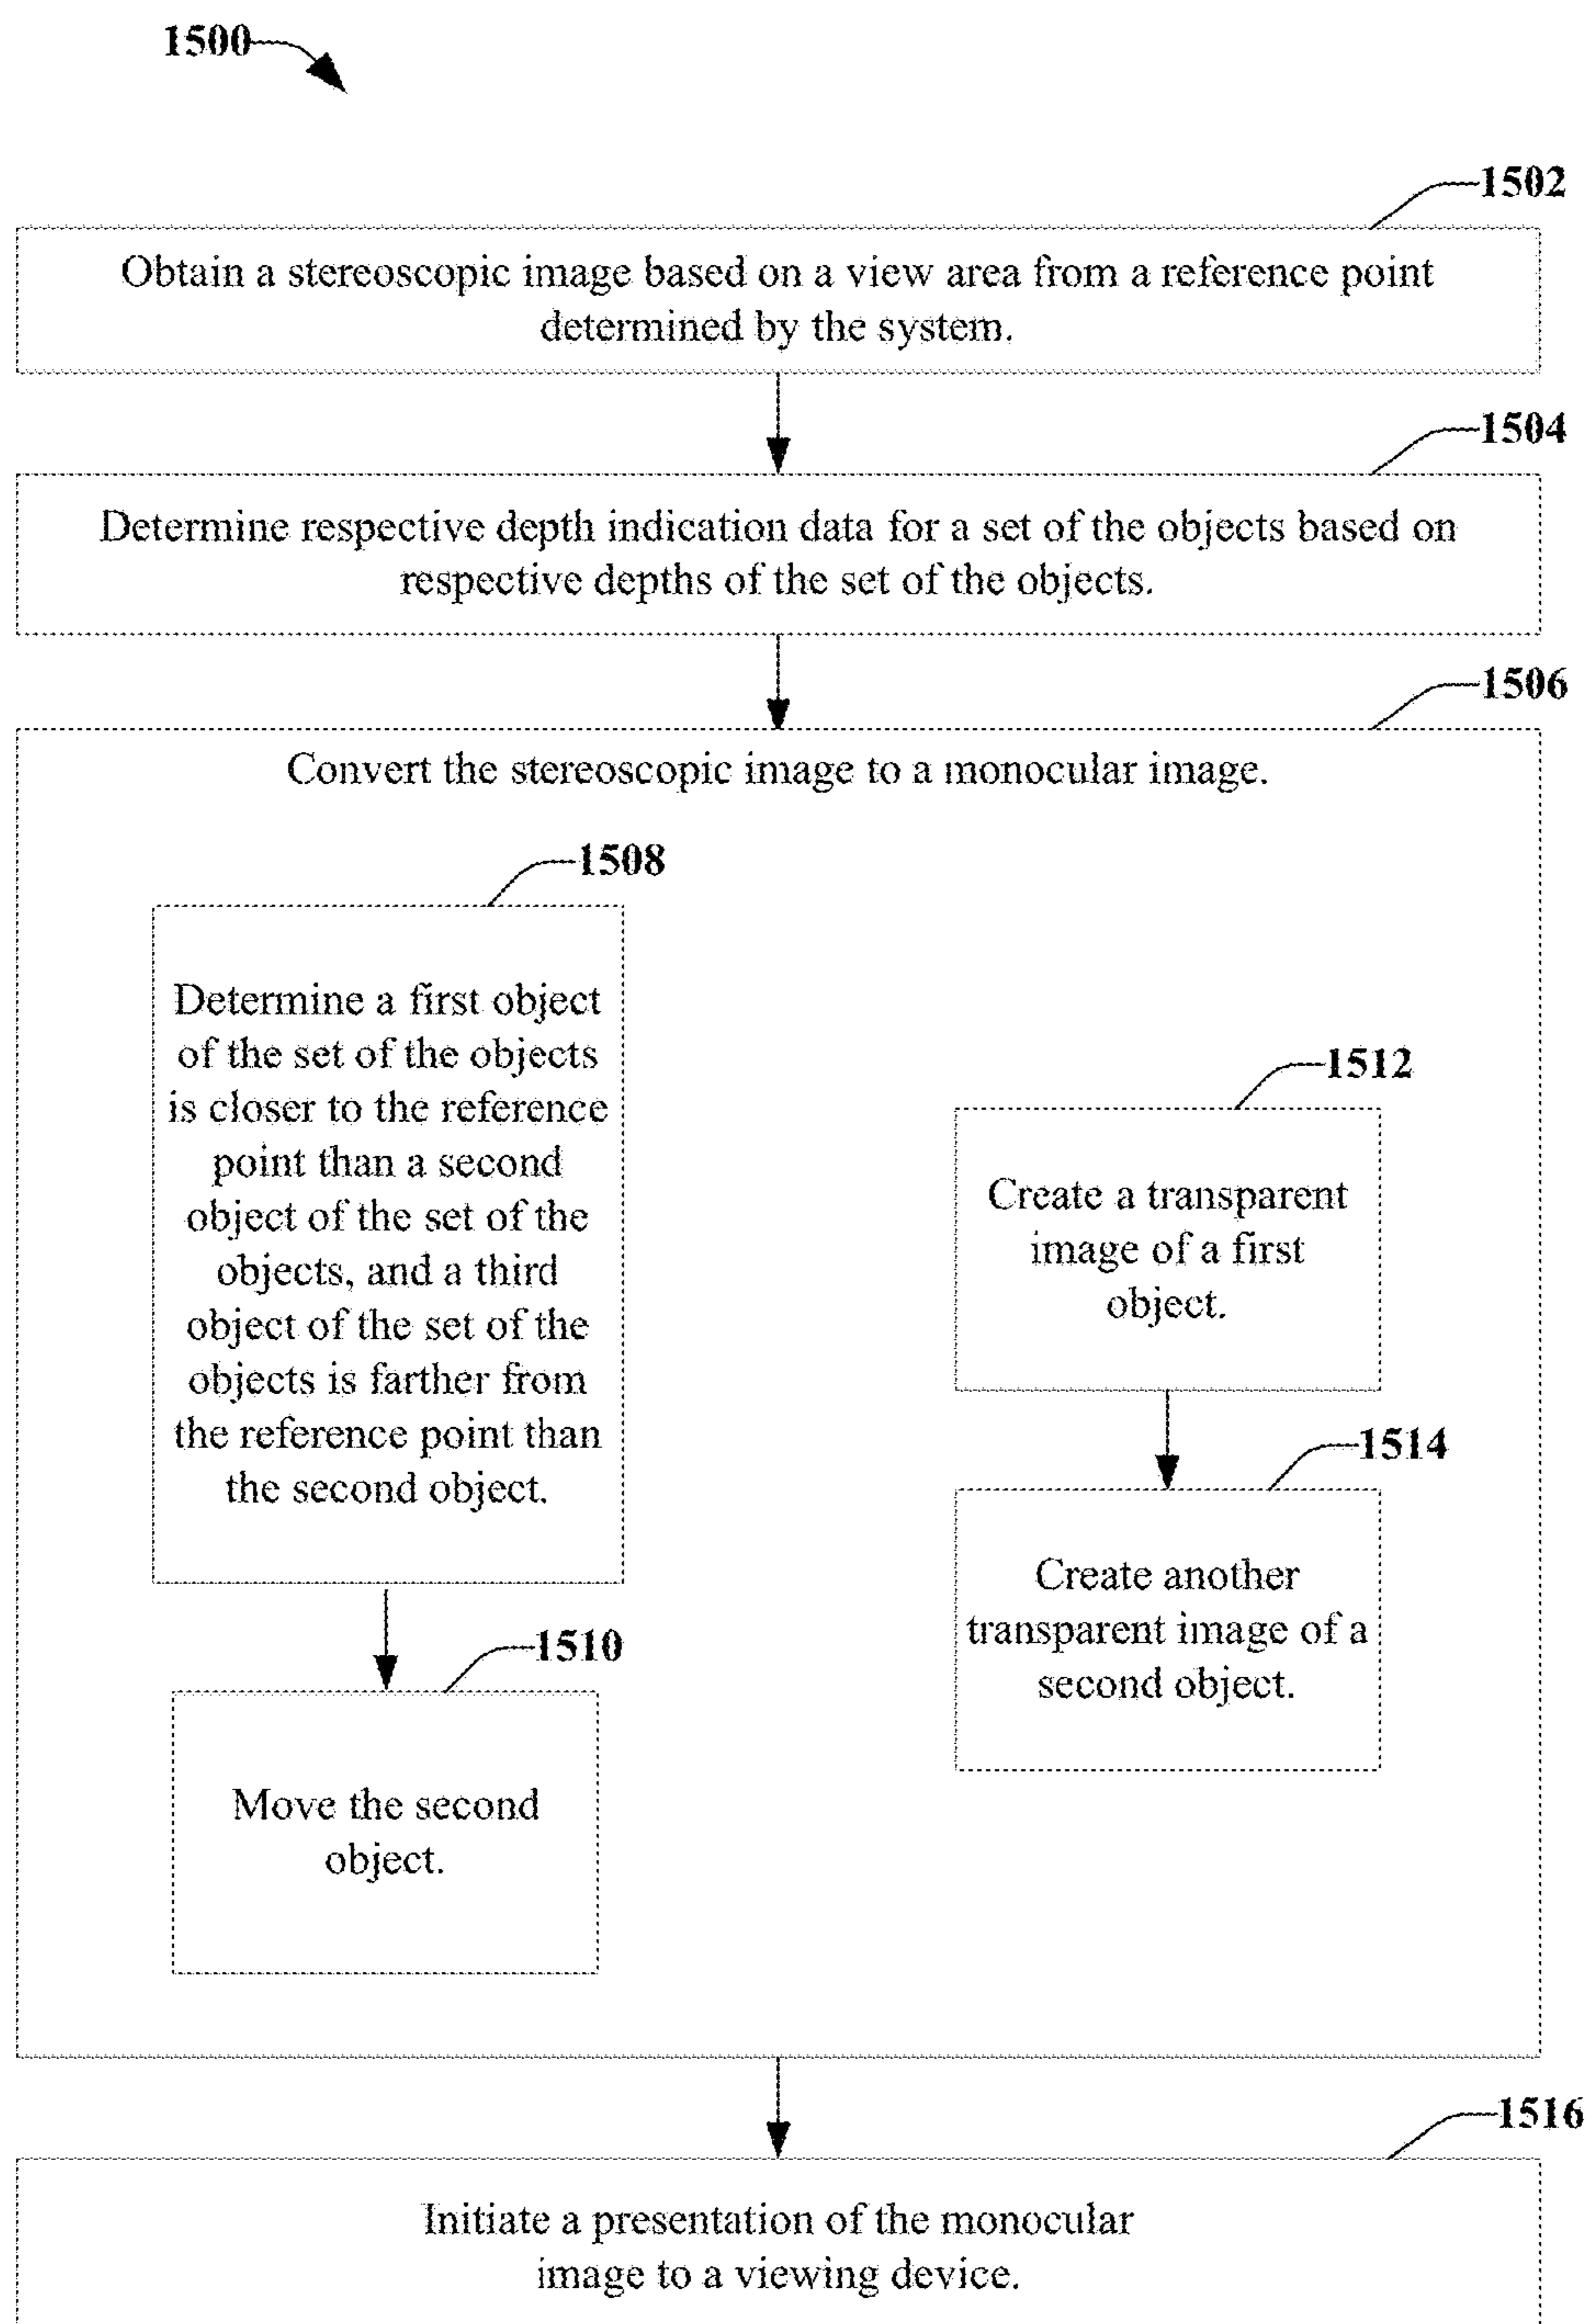 1500
1502
Obtain a stereoscopic image based on a view area from a reference point
determined by the system.
1504
Determine respective depth indication data for a set of the objects based on
respective depths of the set of the objects.
1506
Convert the stereoscopic image to a monocular image.
1508
Determine a first object
of the set of the objects
is closer to the reference
point than a second
object of the set of the
objects, and a third
object of the set of the
objects is farther from
the reference point than
the second object.
1510
Move the second
object.
1512
Create a transparent
image of a first
object.
1514
Create another
transparent image of a
second object.
1516
Initiate a presentation of the monocular
image to a viewing device.